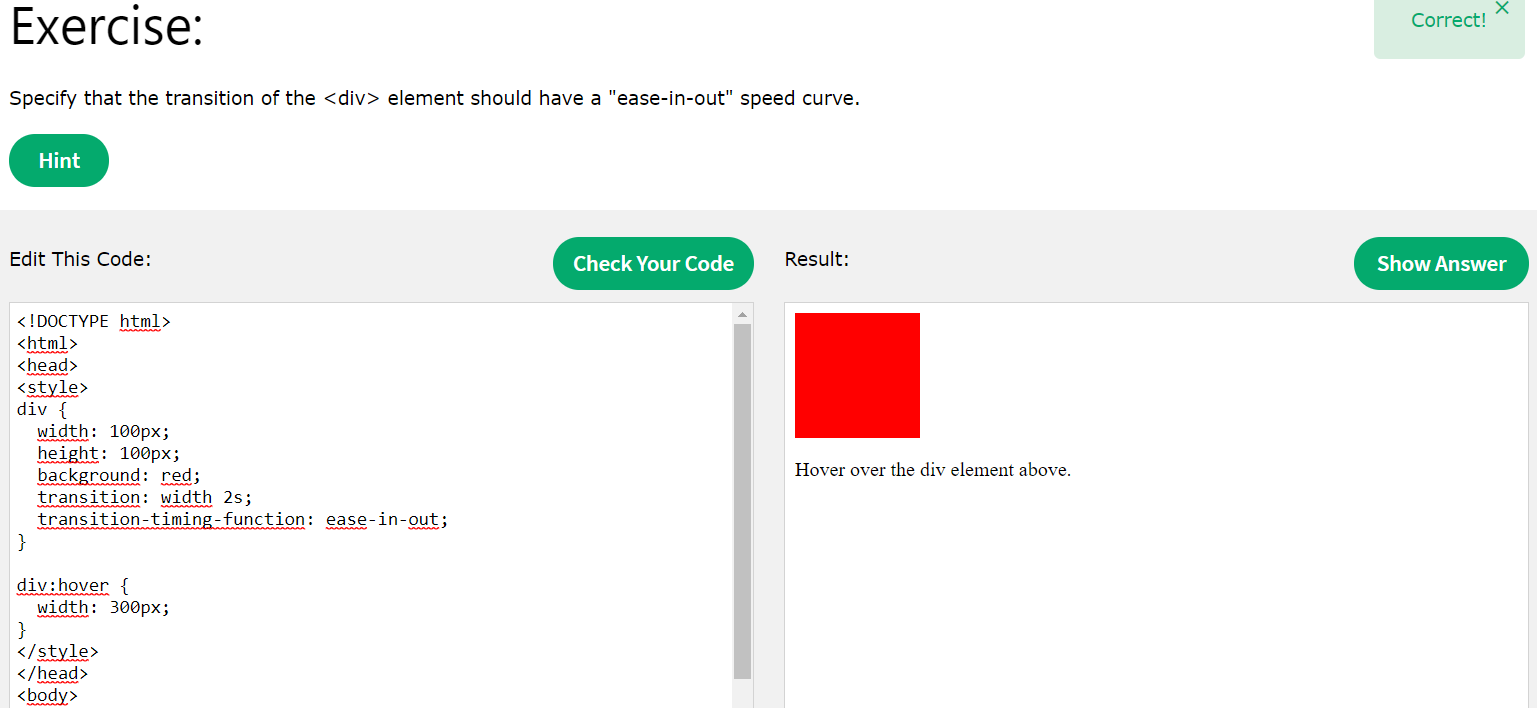 Exercise:
Correct!
×
Specify that the transition of the <div> element should have a "ease-in-out" speed curve.
Hint
Edit This Code:
Check Your Code
<!DOCTYPE html>
<html>
<head>
<style>
div {
  width: 100px;
  height: 100px;
  background: red;
  transition: width 2s;
  transition-timing-function: ease-in-out;
}

div:hover {
  width: 300px;
}
</style>
</head>
<body>
Result:
Show Answer
Hover over the div element above.